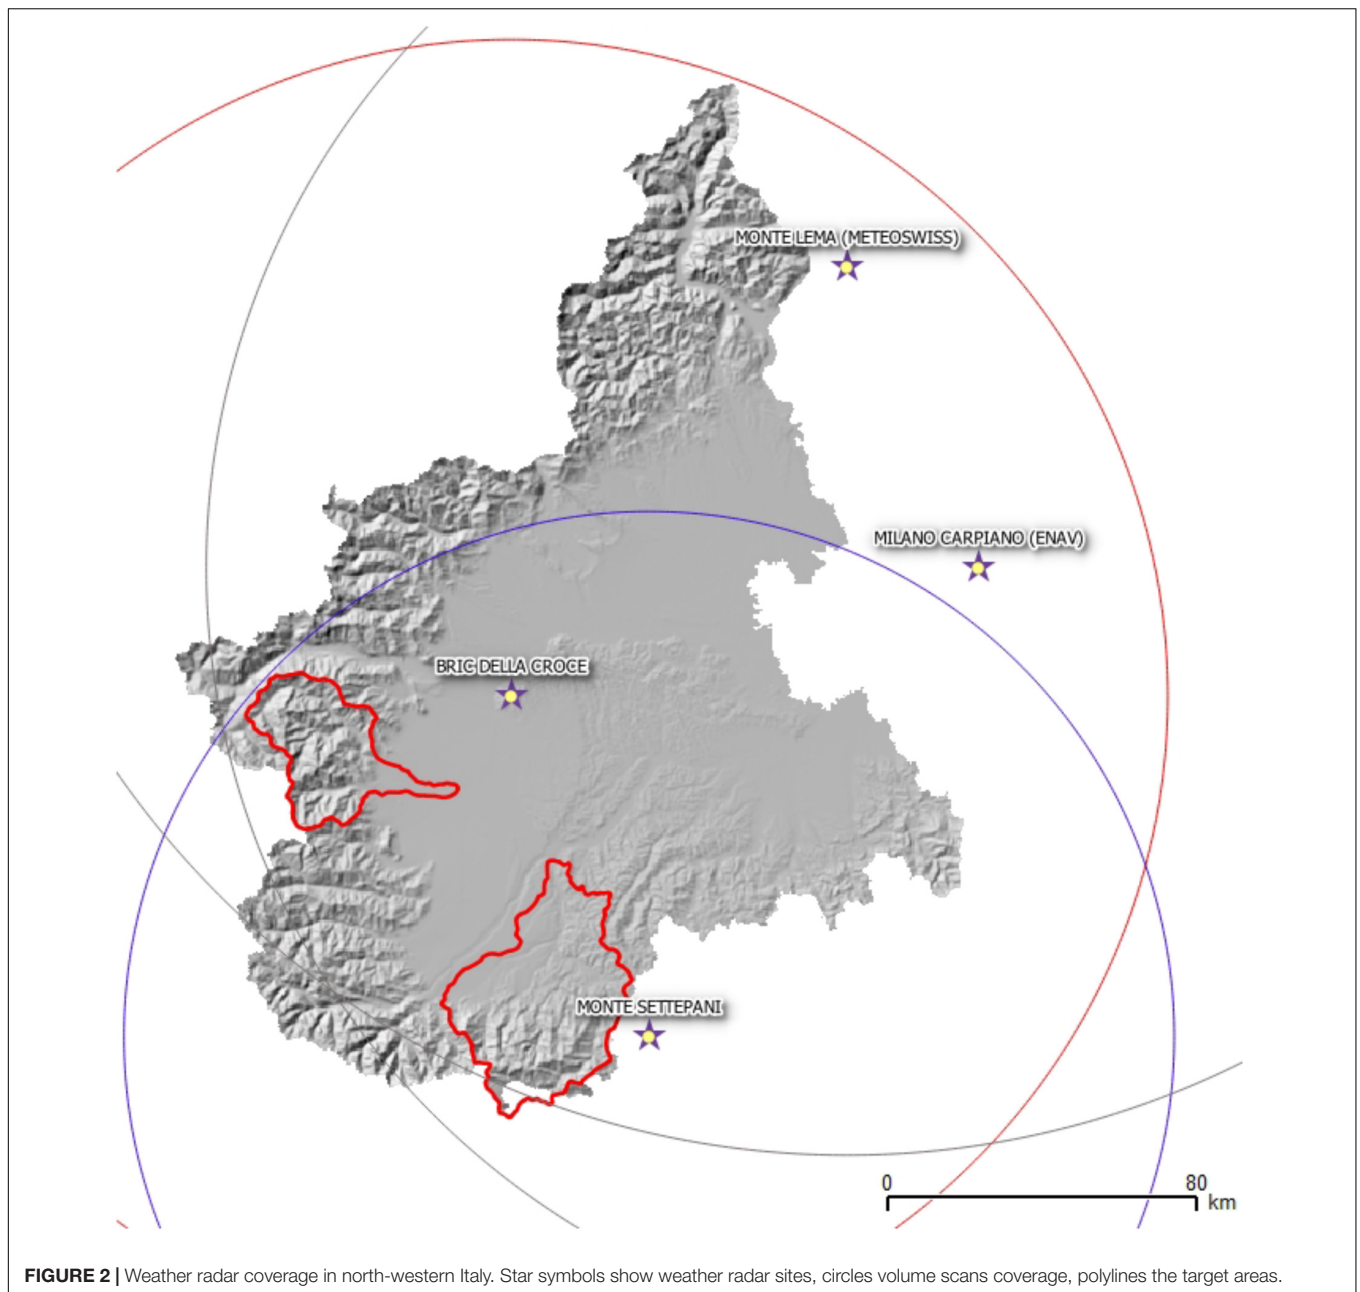 MONTE LEMA (METEOSWISS)
MILANO CARPIANO (ENAV)
BRIC DELLA CROCE
MONTE SETTEPANI
0 80
km
FIGURE 2 | Weather radar coverage in north-western Italy. Star symbols show weather radar sites, circles volume scans coverage, polylines the target areas.